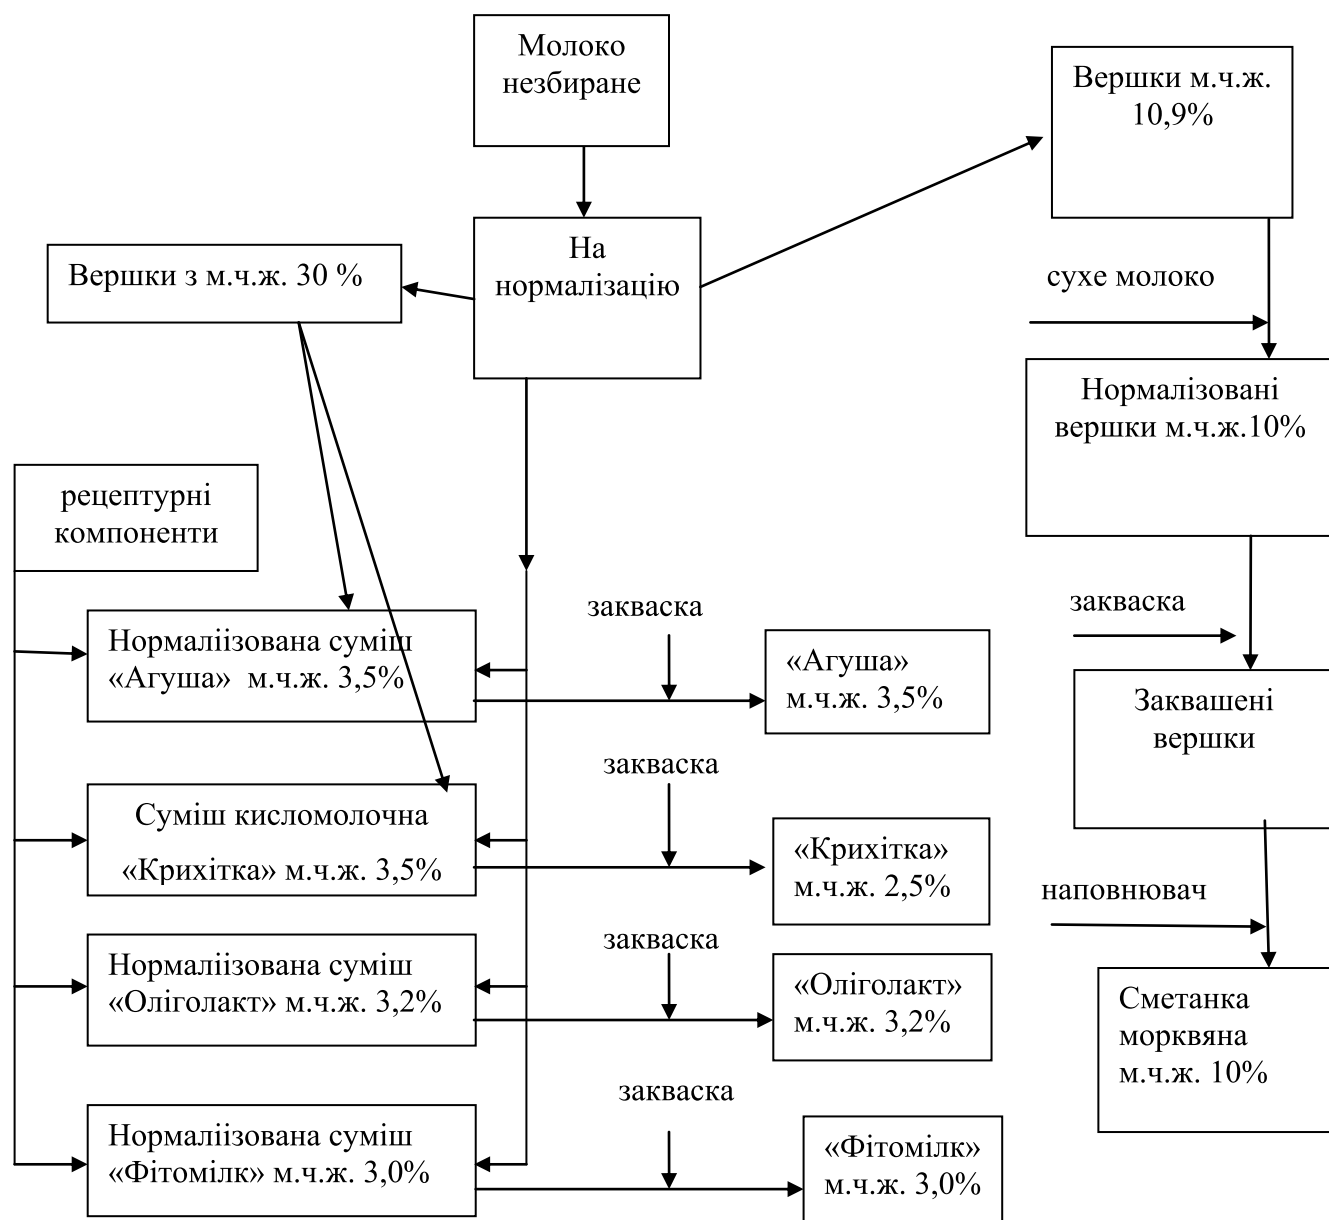 Молоко
незбиране
Вершки м.ч.ж.
10,9%
На
нормалізацію
Вершки з м.ч.ж. 30 %
сухе молоко
Нормалізовані
вершки м.ч.ж.10%
рецептурні
компоненти
закваска
закваска
Нормаліізована суміш
«Агуша» м.ч.ж. 3,5%
«Агуша»
м.ч.ж. 3,5%
Заквашені
вершки
закваска
Суміш кисломолочна
«Крихітка» м.ч.ж. 3,5%
«Крихітка»
м.ч.ж. 2,5%
наповнювач
закваска
Нормаліізована суміш
«Оліголакт» м.ч.ж. 3,2%
«Оліголакт»
м.ч.ж. 3,2%
Сметанка
морквяна
м.ч.ж. 10%
закваска
Нормаліізована суміш
«Фітомілк» м.ч.ж. 3,0%
«Фітомілк»
м.ч.ж. 3,0%